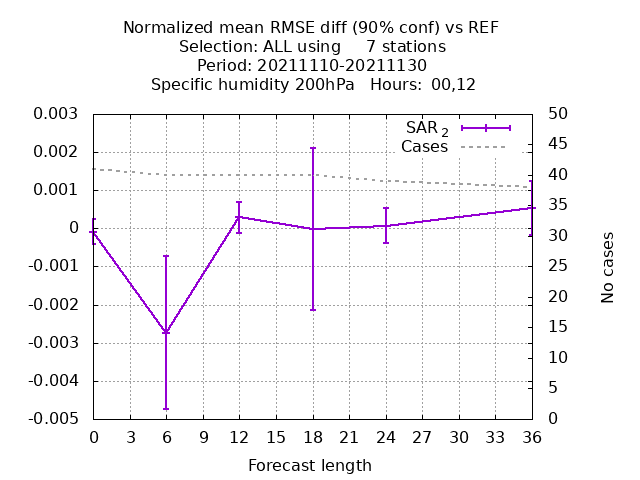 Normalized mean RMSE diff (90% conf) vs REF
Selection: ALL using 7 stations
Period: 20211110-20211130
Specific humidity 200hPa Hours: 00,12
0.003
0.002
0.001
0
-0.001
-0.002
-0.003
-0.004
-0.005
SAR 2
Cases
50
45
40
35
30
25
20
15
10
5
0
No cases
0 3 6 9 12 15 18 21 24 27 30 33 36
Forecast length